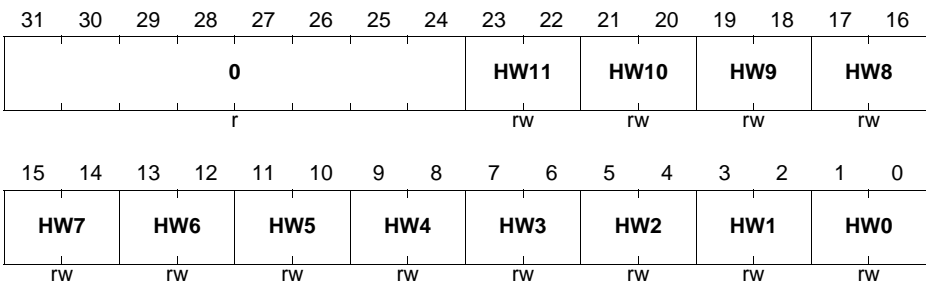 31 30 29 28 27 26 25 24 23 22 21 20 19 18 17 16
0 HW11 HW10 HW9 HW8
r rw rw rw rw
15 14 13 12 11 10 9 8 7 6 5 4 3 2 1 0
HW7 HW6 HW5 HW4 HW3 HW2 HW1 HW0
rw rw rw rw rw rw rw rw